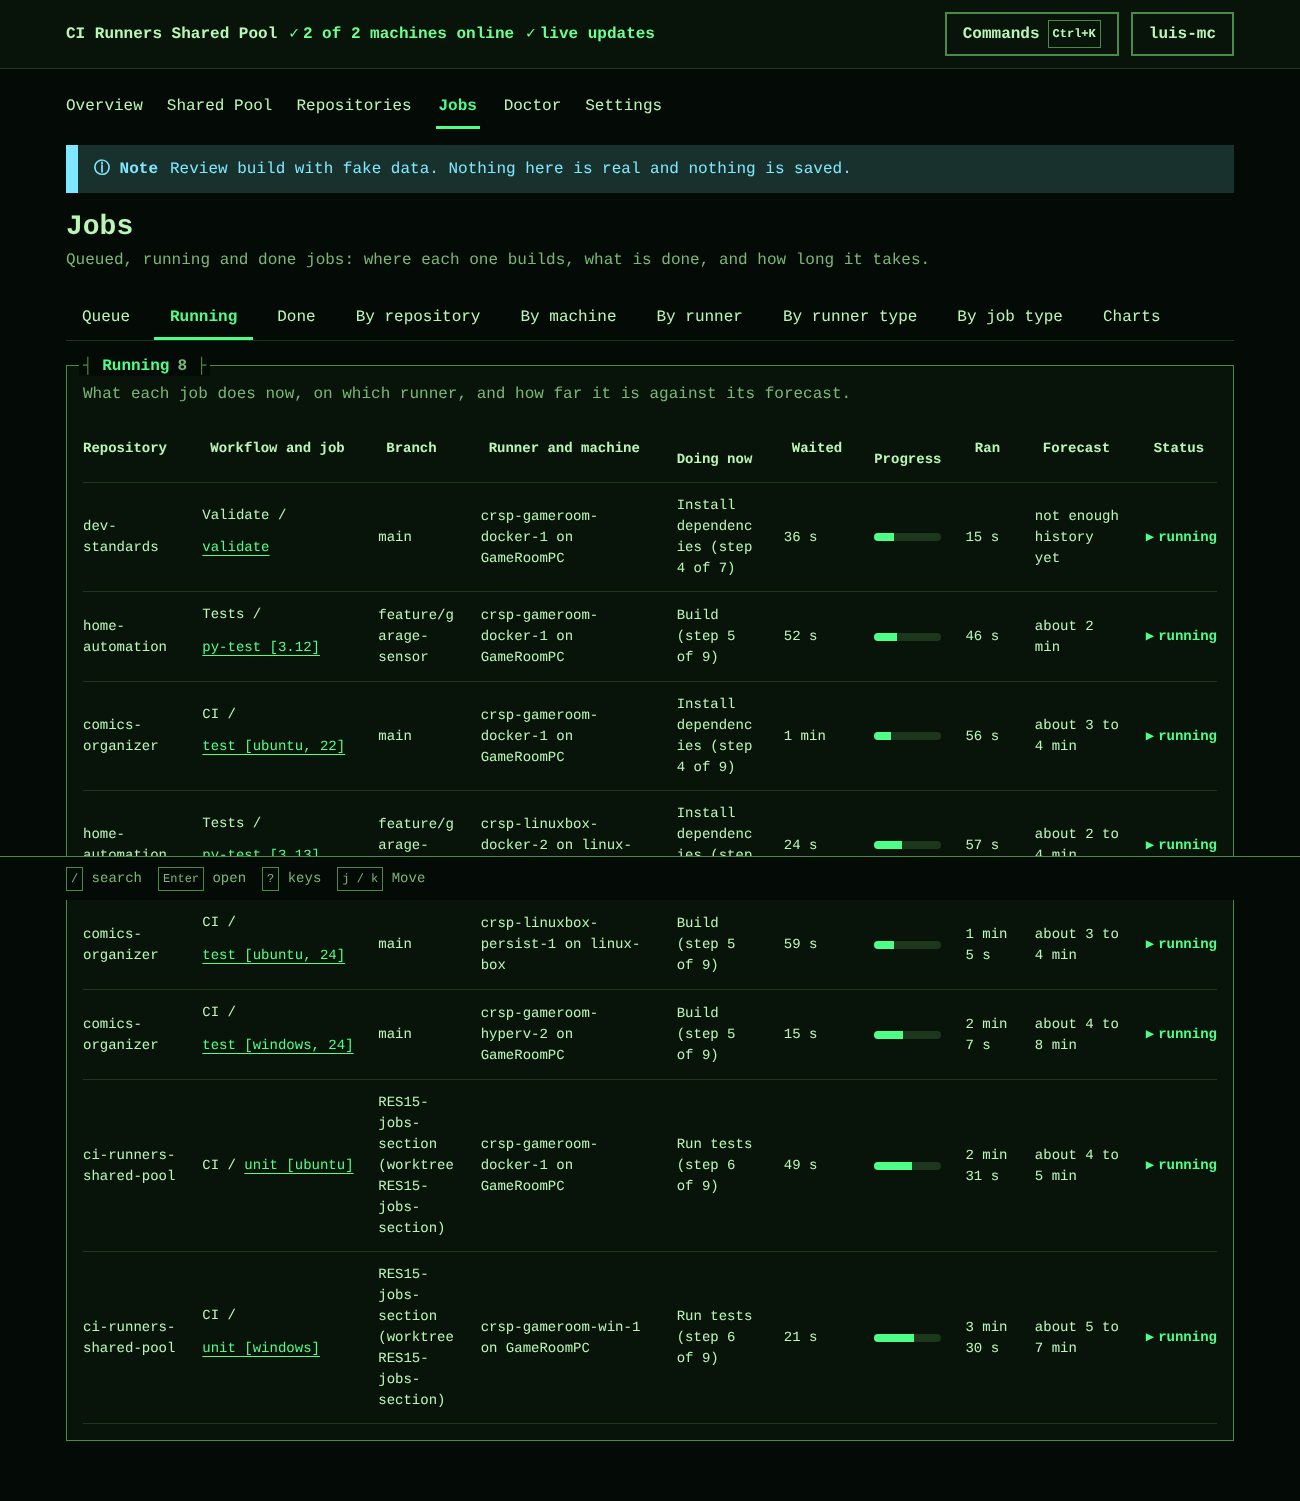 CI Runners Shared Pool ✓ 2 of 2 machines online ✓ live updates Commands Ctrl+K luis-mc
Overview Shared Pool Repositories Jobs Doctor Settings
ⓘ Note Review build with fake data. Nothing here is real and nothing is saved.
Jobs
Queued, running and done jobs: where each one builds, what is done, and how long it takes.
Queue Running Done By repository By machine By runner By runner type By job type Charts
Running 8
What each job does now, on which runner, and how far it is against its forecast.
Repository Workflow and job Branch Runner and machine Doing now Waited Progress Ran Forecast Status
dev-
standards
Validate /
validate
main
crsp-gameroom-
docker-1 on
GameRoomPC
Install
dependenc
ies (step
4 of 7)
36 s
15 s
not enough
history
yet
▶ running
home-
automation
Tests /
py-test [3.12]
feature/g
arage-
sensor
crsp-gameroom-
docker-1 on
GameRoomPC
Build
(step 5
of 9)
52 s
46 s
about 2
min
▶ running
comics-
organizer
CI /
test [ubuntu, 22]
main
crsp-gameroom-
docker-1 on
GameRoomPC
Install
dependenc
ies (step
4 of 9)
1 min
56 s
about 3 to
4 min
▶ running
home-
automation
Tests /
py-test [3.13]
feature/g
arage-
crsp-linuxbox-
docker-2 on linux-
Install
dependenc
ies (step
24 s
57 s
about 2 to
4 min
▶ running
/ search Enter open ? keys j / k Move
comics-
organizer
CI /
test [ubuntu, 24]
main
crsp-linuxbox-
persist-1 on linux-
box
Build
(step 5
of 9)
59 s
1 min
5 s
about 3 to
4 min
▶ running
comics-
organizer
CI /
test [windows, 24]
main
crsp-gameroom-
hyperv-2 on
GameRoomPC
Build
(step 5
of 9)
15 s
2 min
7 s
about 4 to
8 min
▶ running
ci-runners-
shared-pool
CI / unit [ubuntu]
RES15-
jobs-
section
(worktree
RES15-
jobs-
section)
crsp-gameroom-
docker-1 on
GameRoomPC
Run tests
(step 6
of 9)
49 s
2 min
31 s
about 4 to
5 min
▶ running
ci-runners-
shared-pool
CI /
unit [windows]
RES15-
jobs-
section
(worktree
RES15-
jobs-
section)
crsp-gameroom-win-1
on GameRoomPC
Run tests
(step 6
of 9)
21 s
3 min
30 s
about 5 to
7 min
▶ running